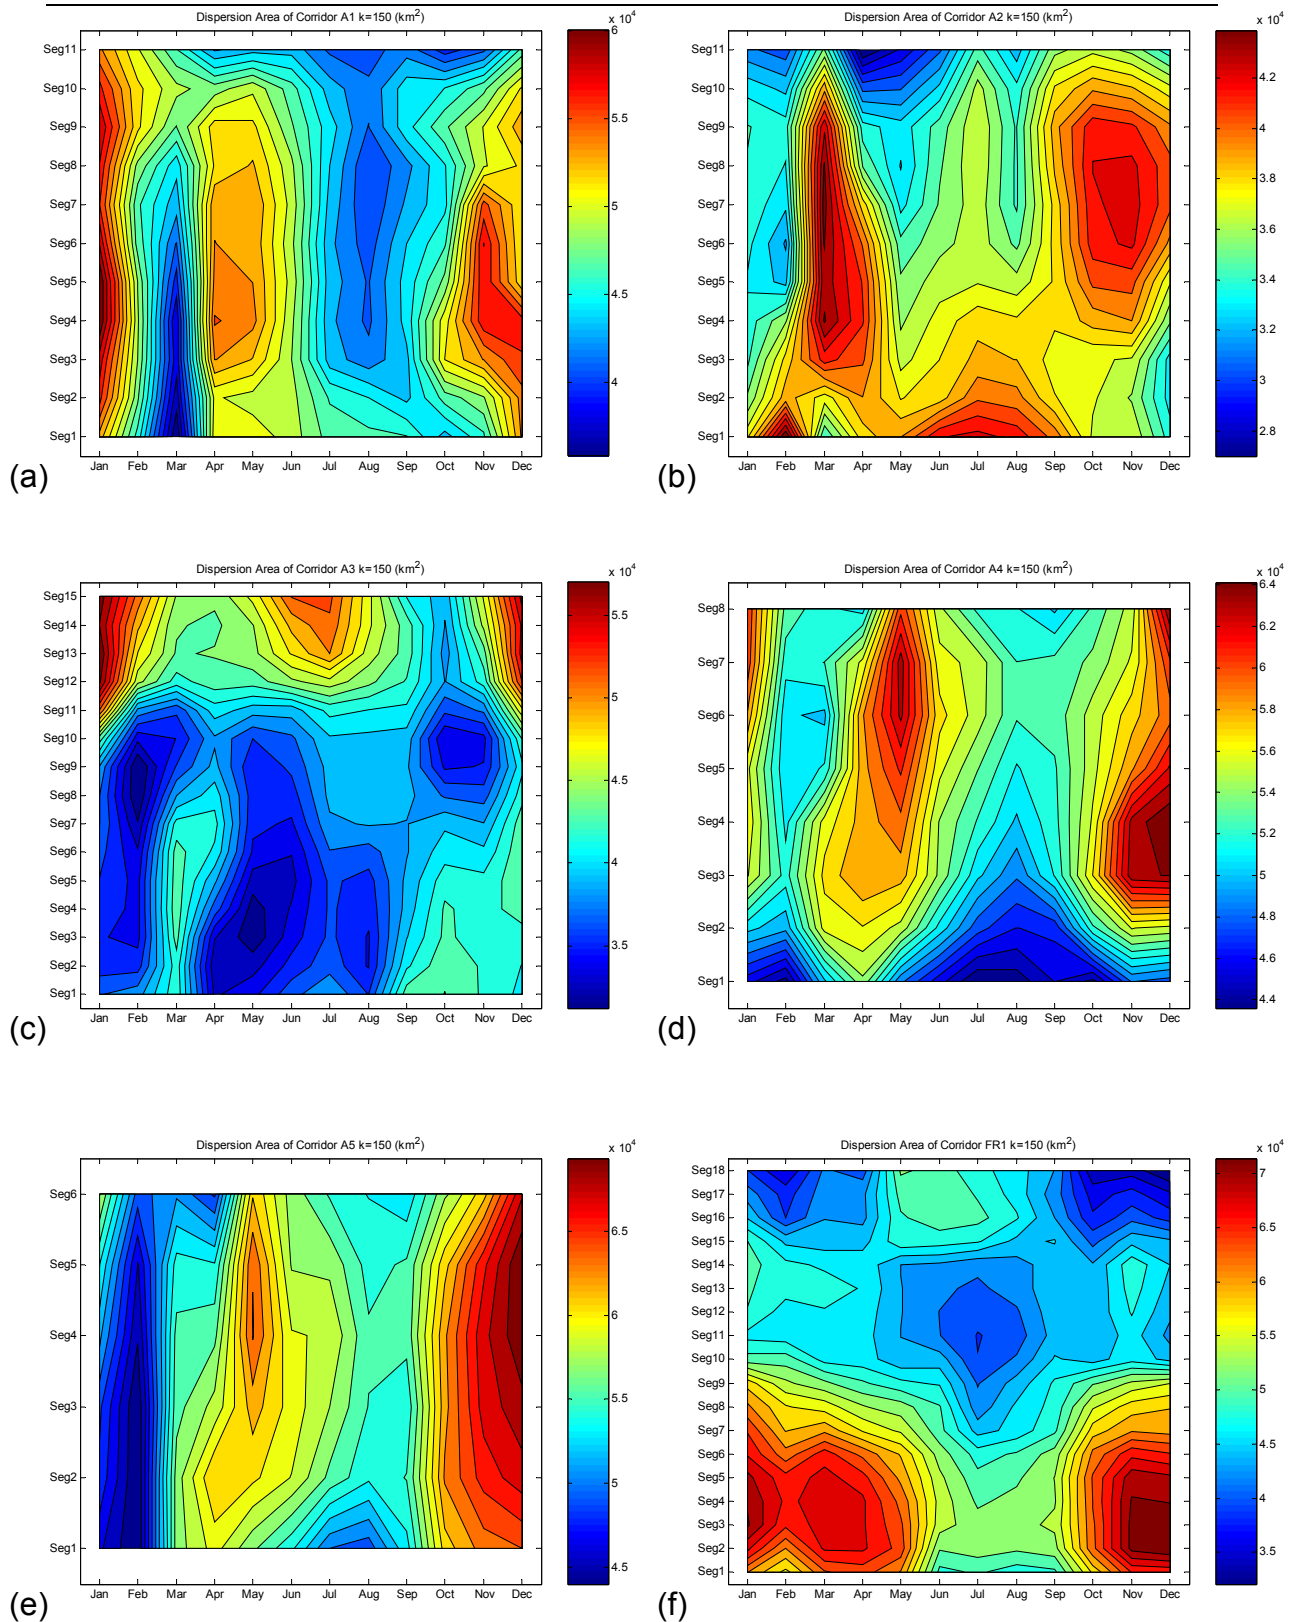 Dispersion Area of Corridor A1 k=150 (km²)
x 10⁴
Seg11
Seg10
Seg9
Seg8
Seg7
Seg6
Seg5
Seg4
Seg3
Seg2
Seg1
Jan Feb Mar Apr May Jun Jul Aug Sep Oct Nov Dec
6
5.5
5
4.5
4
(a)
Dispersion Area of Corridor A2 k=150 (km²)
x 10⁴
Seg11
Seg10
Seg9
Seg8
Seg7
Seg6
Seg5
Seg4
Seg3
Seg2
Seg1
Jan Feb Mar Apr May Jun Jul Aug Sep Oct Nov Dec
4.2
4
3.8
3.6
3.4
3.2
3
2.8
(b)
Dispersion Area of Corridor A3 k=150 (km²)
x 10⁴
Seg15
Seg14
Seg13
Seg12
Seg11
Seg10
Seg9
Seg8
Seg7
Seg6
Seg5
Seg4
Seg3
Seg2
Seg1
Jan Feb Mar Apr May Jun Jul Aug Sep Oct Nov Dec
5.5
5
4.5
4
3.5
(c)
Dispersion Area of Corridor A4 k=150 (km²)
x 10⁴
Seg8
Seg7
Seg6
Seg5
Seg4
Seg3
Seg2
Seg1
Jan Feb Mar Apr May Jun Jul Aug Sep Oct Nov Dec
6.4
6.2
6
5.8
5.6
5.4
5.2
5
4.8
4.6
4.4
(d)
Dispersion Area of Corridor A5 k=150 (km²)
x 10⁴
Seg6
Seg5
Seg4
Seg3
Seg2
Seg1
Jan Feb Mar Apr May Jun Jul Aug Sep Oct Nov Dec
6.5
6
5.5
5
4.5
(e)
Dispersion Area of Corridor FR1 k=150 (km²)
x 10⁴
Seg18
Seg17
Seg16
Seg15
Seg14
Seg13
Seg12
Seg11
Seg10
Seg9
Seg8
Seg7
Seg6
Seg5
Seg4
Seg3
Seg2
Seg1
Jan Feb Mar Apr May Jun Jul Aug Sep Oct Nov Dec
7
6.5
6
5.5
5
4.5
4
3.5
(f)